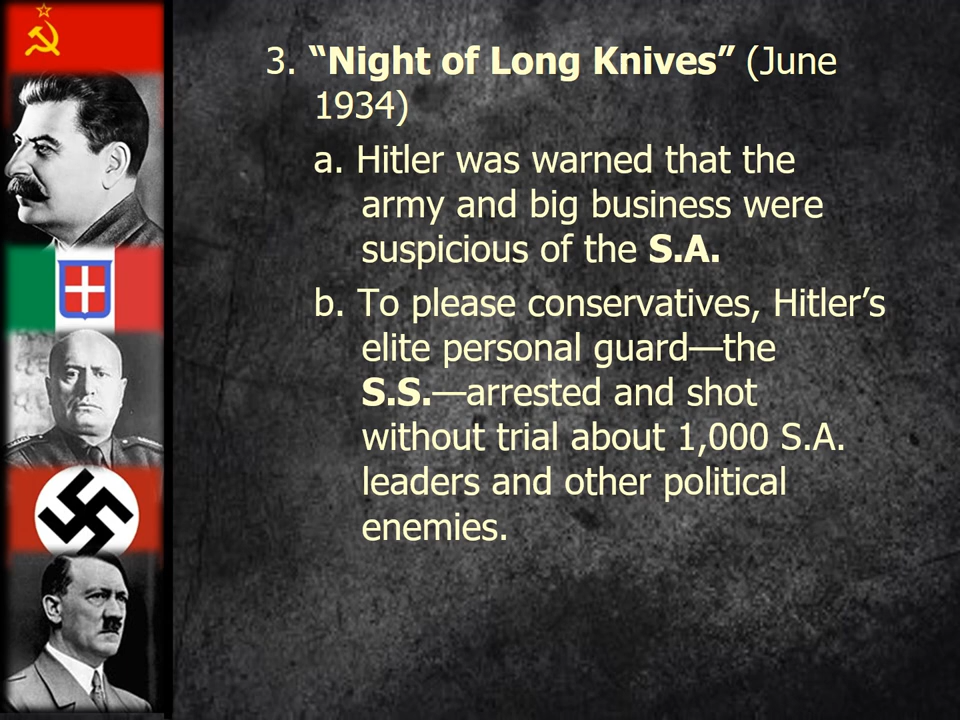 3. “Night of Long Knives” (June
1934)
a. Hitler was warned that the
army and big business were
suspicious of the S.A.
b. To please conservatives, Hitler’s
elite personal guard—the
S.S.—arrested and shot
without trial about 1,000 S.A.
leaders and other political
enemies.